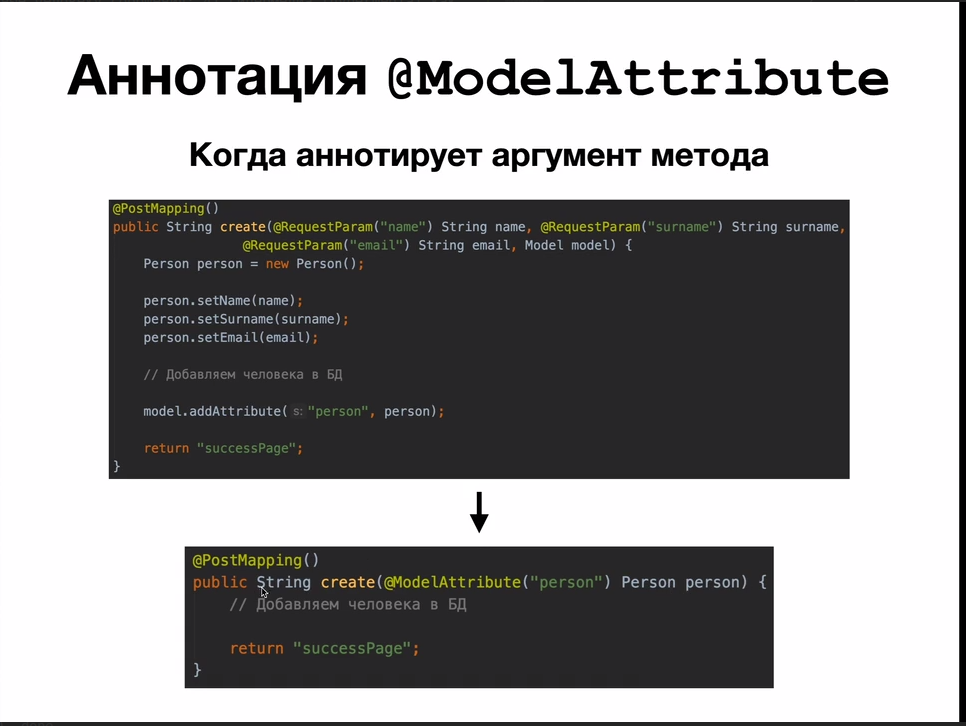 Аннотация @ModelAttribute
Когда аннотирует аргумент метода
@PostMapping()
public String create(@RequestParam("name") String name, @RequestParam("surname") String surname,
@RequestParam("email") String email, Model model) {
Person person = new Person();
person.setName(name);
person.setSurname(surname);
person.setEmail(email);
// Добавляем человека в БД
model.addAttribute( s: "person", person);
return "successPage";
}
@PostMapping()
public String create(@ModelAttribute("person") Person person) {
// Добавляем человека в БД
return "successPage";
}